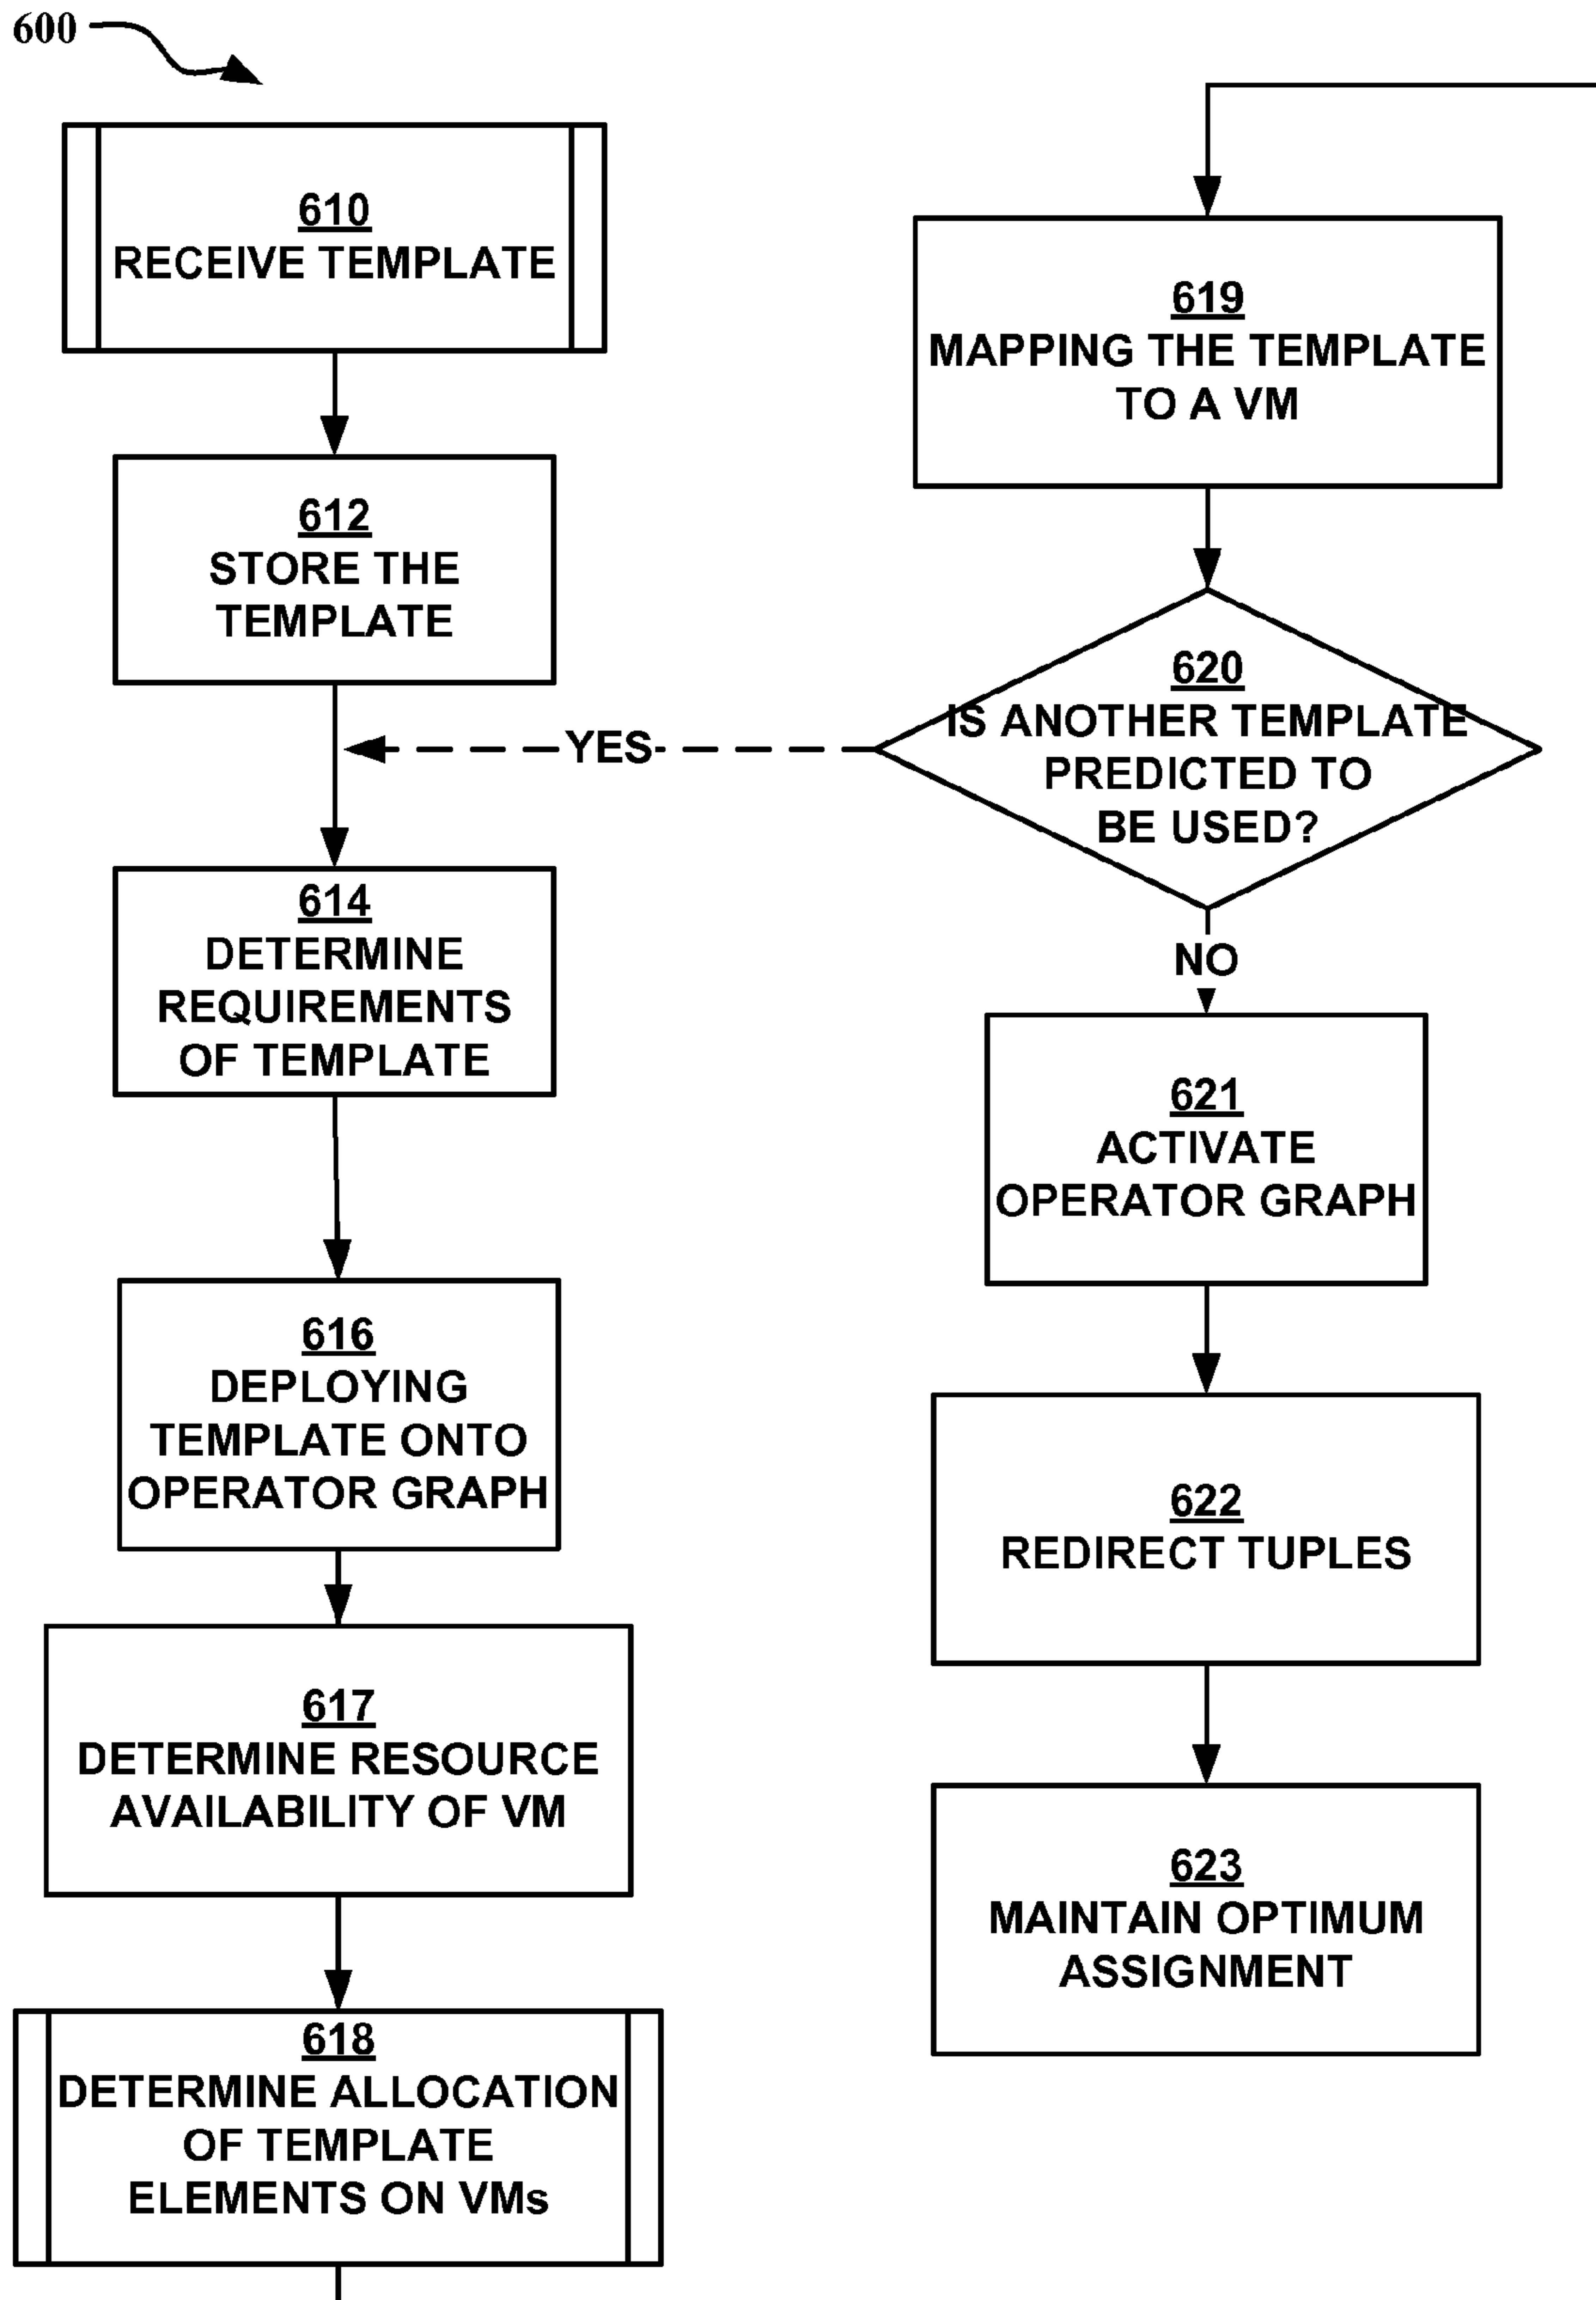 600
610
RECEIVE TEMPLATE
612
STORE THE
TEMPLATE
614
DETERMINE
REQUIREMENTS
OF TEMPLATE
616
DEPLOYING
TEMPLATE ONTO
OPERATOR GRAPH
617
DETERMINE RESOURCE
AVAILABILITY OF VM
618
DETERMINE ALLOCATION
OF TEMPLATE
ELEMENTS ON VMs
619
MAPPING THE TEMPLATE
TO A VM
620
IS ANOTHER TEMPLATE
PREDICTED TO
BE USED?
YES
NO
621
ACTIVATE
OPERATOR GRAPH
622
REDIRECT TUPLES
623
MAINTAIN OPTIMUM
ASSIGNMENT